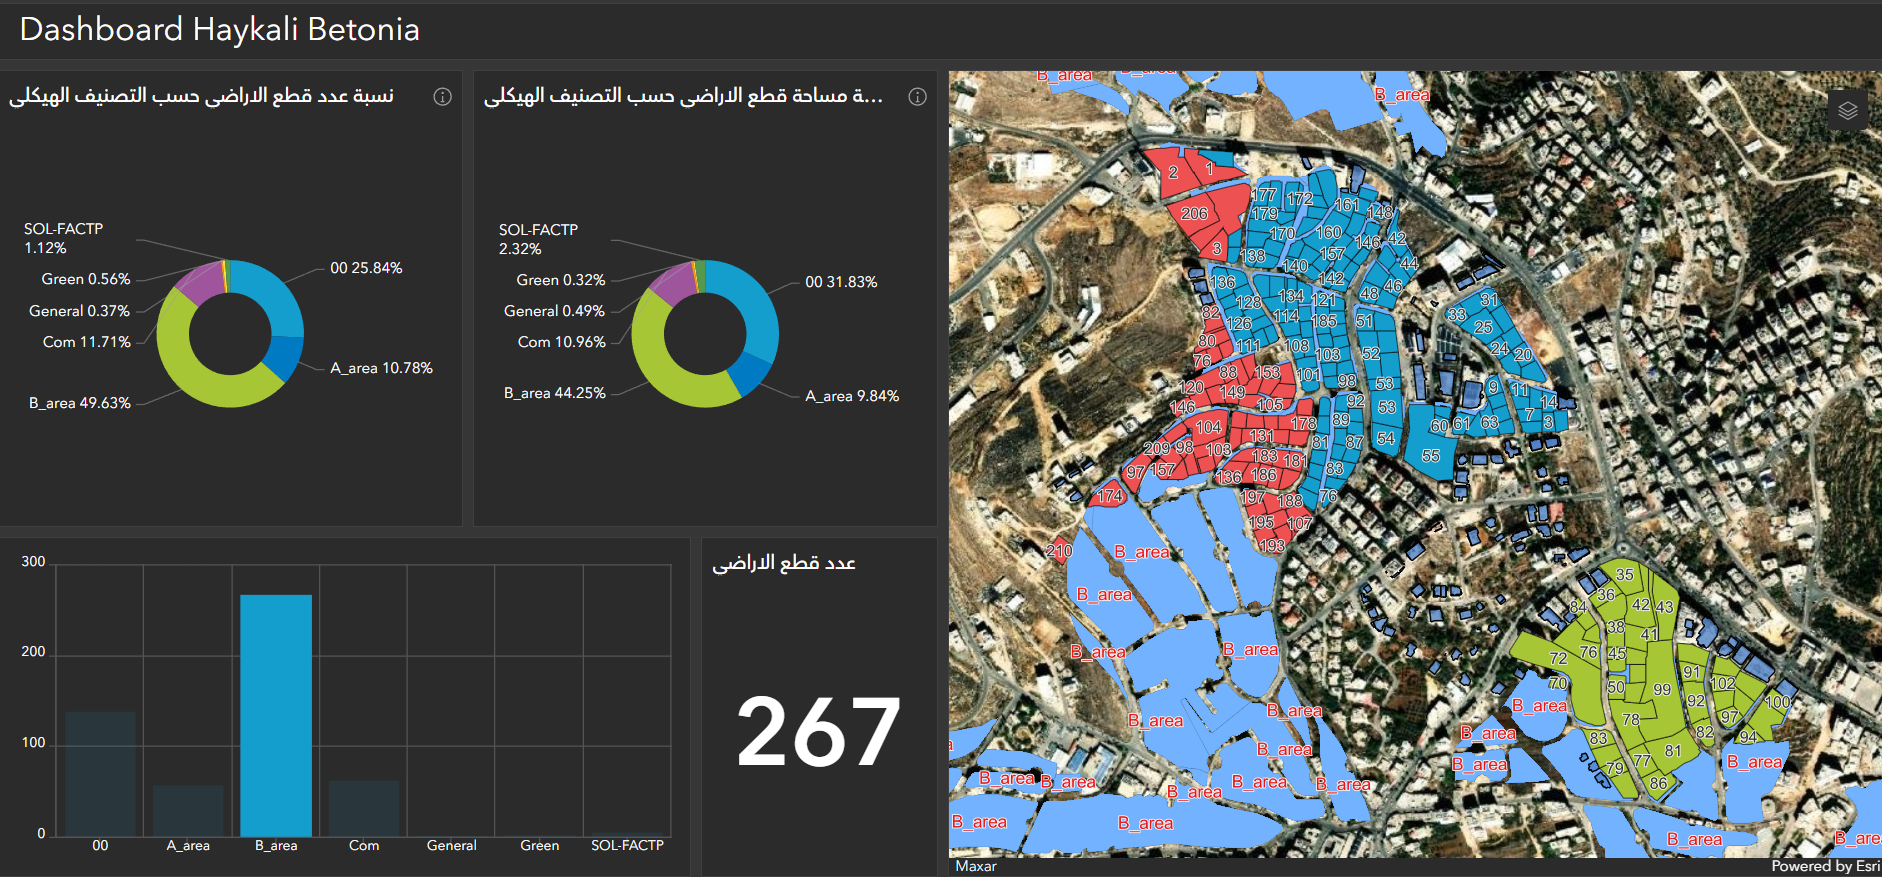 Dashboard Haykali Betonia
نسبة عدد قطع الاراضي حسب التصنيف الهيكلي
SOL-FACTP
1.12%
Green 0.56%
General 0.37%
Com 11.71%
B_area 49.63%
00 25.84%
A_area 10.78%
...ة مساحة قطع الاراضي حسب التصنيف الهيكلي
SOL-FACTP
2.32%
Green 0.32%
General 0.49%
Com 10.96%
B_area 44.25%
00 31.83%
A_area 9.84%
300
200
100
0
00 A_area B_area Com General Green SOL-FACTP
عدد قطع الاراضي
267
B_area
B_area
2 1
177 172 161 148
206 179
170 160 146 42
3 138 157 44
140 142
136 134 121 48 46
128 31
82 126 114 185 51 33
25
80 111 108 103 52 24 20
76
88 153 101 98 53 9 11
120 149 92 14
146 105 53 7 3
104 178 89 60 61 63
131 81 87 54
209 98 103 183 181 55
97 157 136 186 83
174 197 188 76
195 107
210 193
B_area
B_area
35
36
84 42 43
38 41
B_area B_area
72 76 45
91
70 50 99 102
B_area 92 100
B_area B_area 78 97
B_area 83 82 94
B_area 81
B_area 79 77 B_area
B_area B_area B_area B_area 86
B_area
B_area B_area
B_area
Maxar
Powered by Esri